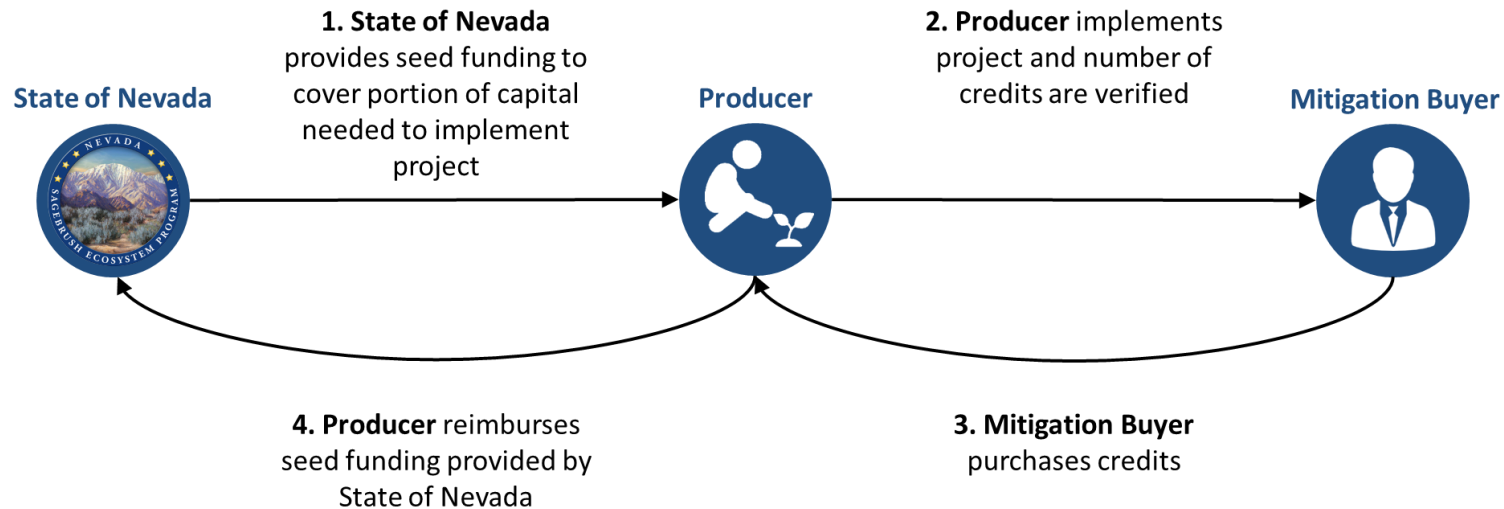 1. State of Nevada
provides seed funding to
cover portion of capital
needed to implement
project
2. Producer implements
project and number of
credits are verified
State of Nevada
Producer
Mitigation Buyer
NEVADA
SAGEBRUSH ECOSYSTEM PROGRAM
4. Producer reimburses
seed funding provided by
State of Nevada
3. Mitigation Buyer
purchases credits